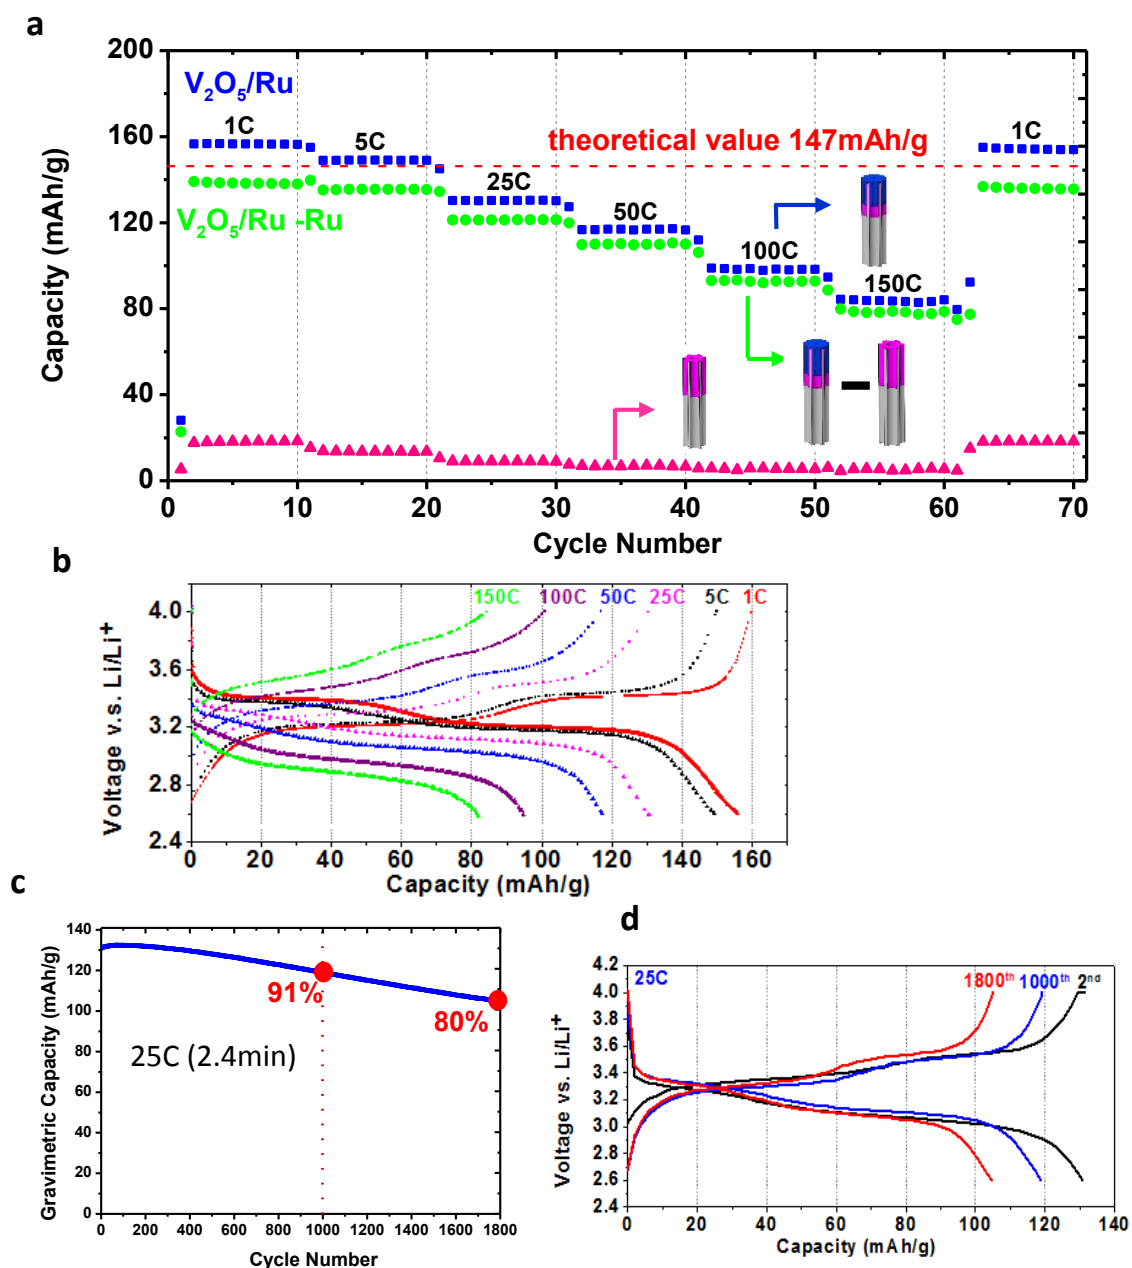 a
200
160
120
80
40
0
Capacity (mAh/g)
V₂O₅/Ru
1C
5C
theoretical value 147mAh/g
1C
25C
V₂O₅/Ru -Ru
50C
100C
150C
0 10 20 30 40 50 60 70
Cycle Number
b
4.0
3.6
3.2
2.8
2.4
Voltage v.s. Li/Li⁺
150C 100C 50C 25C 5C 1C
0 20 40 60 80 100 120 140 160
Capacity (mAh/g)
c
140
130
120
100
80
60
40
20
0
Gravimetric Capacity (mAh/g)
91%
80%
25C (2.4min)
0 200 400 600 800 1000 1200 1400 1600 1800
Cycle Number
d
4.2
4.0
3.6
3.3
3.0
2.6
2.4
Voltage vs. Li/Li⁺
25C 1800ᵗʰ 1000ᵗʰ 2ⁿᵈ
0 20 40 60 80 100 120 140
Capacity (mAh/g)